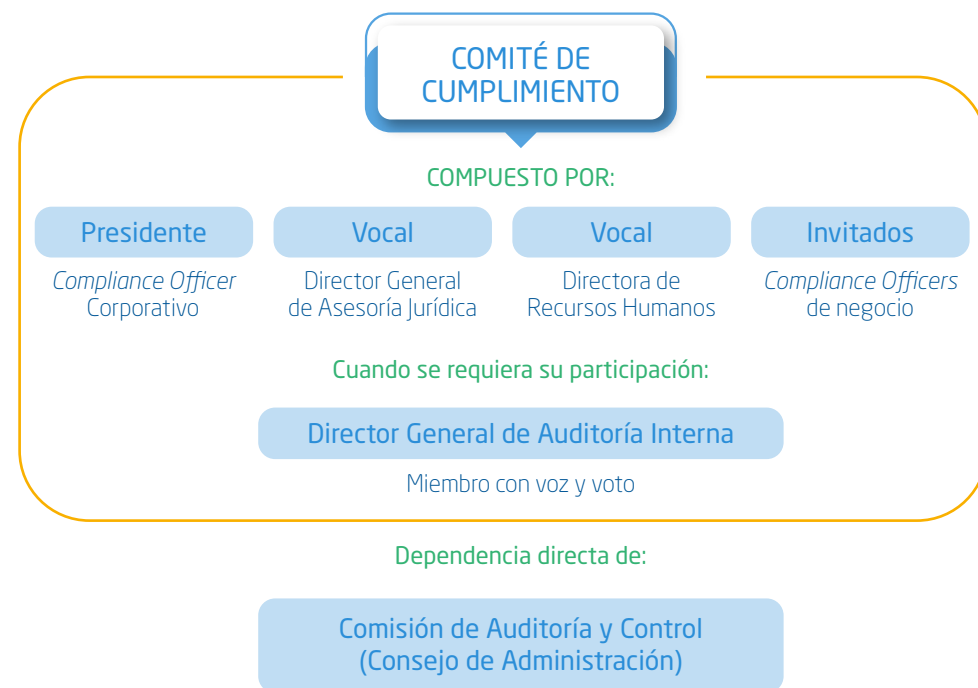 COMITÉ DE
CUMPLIMIENTO
COMPUESTO POR:
Presidente
Compliance Officer
Corporativo
Vocal
Director General
de Asesoría Jurídica
Vocal
Directora de
Recursos Humanos
Invitados
Compliance Officers
de negocio
Cuando se requiera su participación:
Director General de Auditoría Interna
Miembro con voz y voto
Dependencia directa de:
Comisión de Auditoría y Control
(Consejo de Administración)